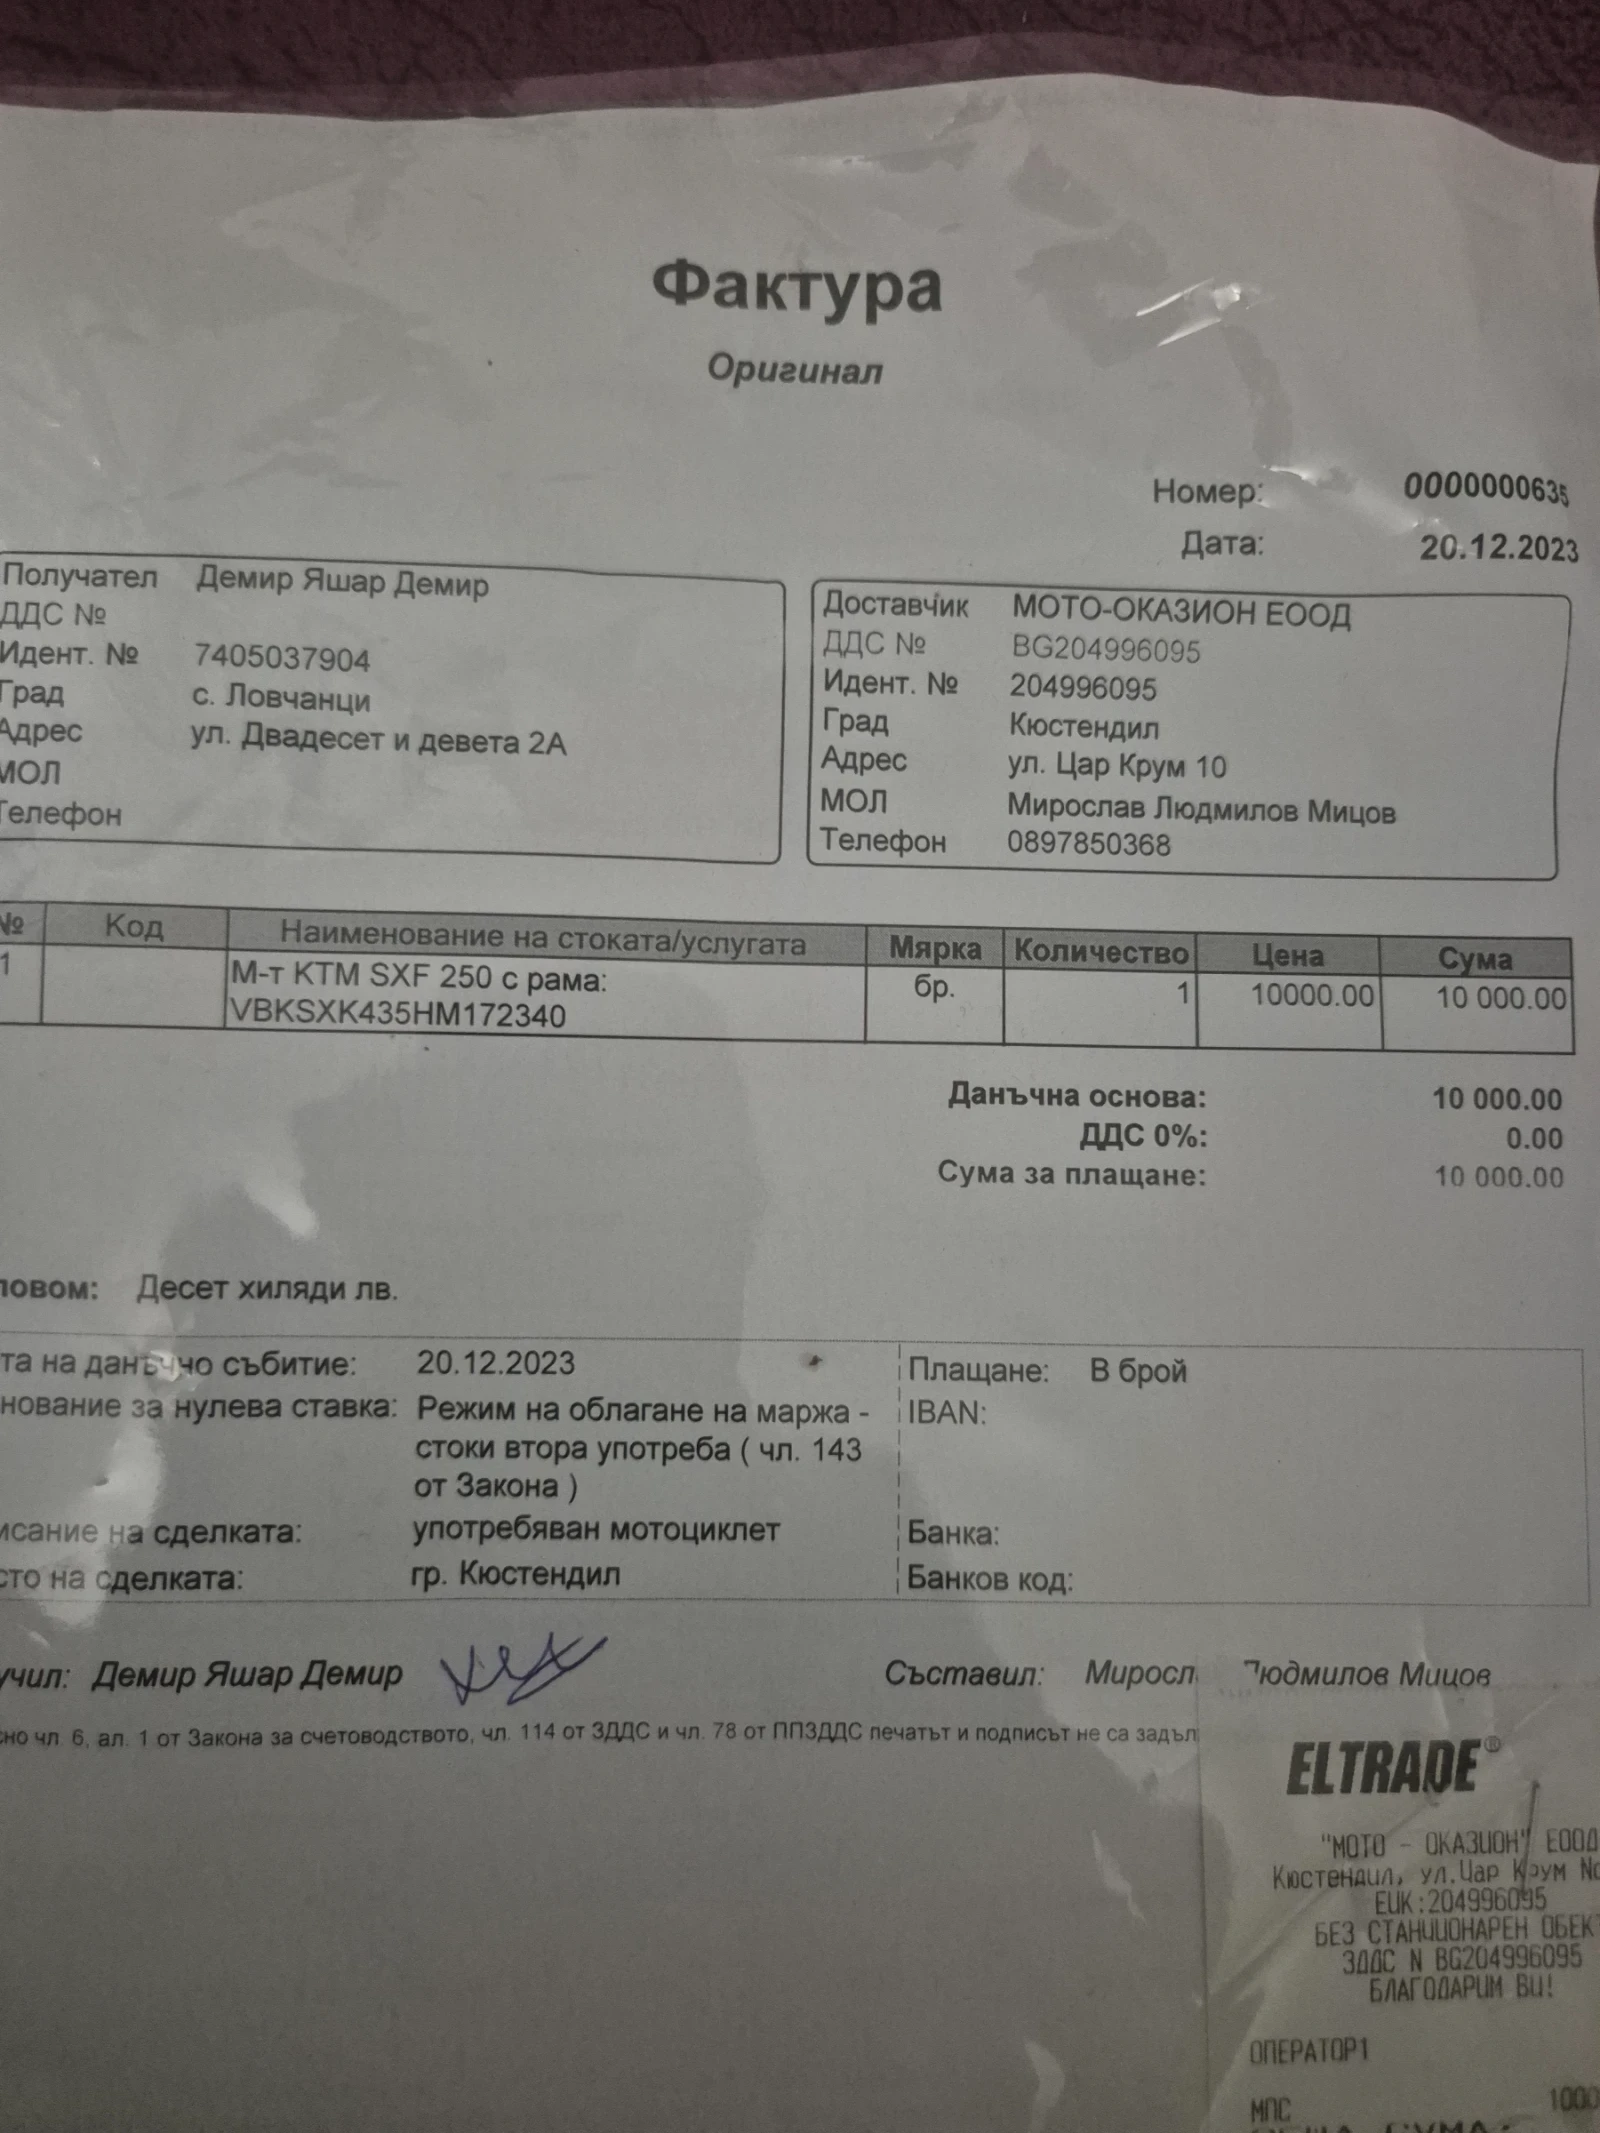 Фактура
Оригинал
Номер: 0000000635
Дата: 20.12.2023
Получател Демир Яшар Демир
ДДС №
Идент. № 7405037904
Град с. Ловчанци
Адрес ул. Двадесет и девета 2А
МОЛ
Телефон
Доставчик МОТО-ОКАЗИОН ЕООД
ДДС № BG204996095
Идент. № 204996095
Град Кюстендил
Адрес ул. Цар Крум 10
МОЛ Мирослав Людмилов Мицов
Телефон 0897850368
№ Код Наименование на стоката/услугата Мярка Количество Цена Сума
1 М-т KTM SXF 250 с рама: бр. 1 10000.00 10 000.00
VBKSXK435HM172340
Данъчна основа: 10 000.00
ДДС 0%: 0.00
Сума за плащане: 10 000.00
ловом: Десет хиляди лв.
та на данъчно събитие: 20.12.2023
нование за нулева ставка: Режим на облагане на маржа -
стоки втора употреба ( чл. 143
от Закона )
исание на сделката: употребяван мотоциклет
сто на сделката: гр. Кюстендил
Плащане: В брой
IBAN:
Банка:
Банков код:
учил: Демир Яшар Демир
Съставил: Миросл Людмилов Мицов
сно чл. 6, ал. 1 от Закона за счетоводството, чл. 114 от ЗДДС и чл. 78 от ППЗДДС печатът и подписът не са задъл
ELTRADE®
"МОТО - ОКАЗИОН" ЕООД
Кюстендил, ул.Цар Крум No
ЕИК:204996095
БЕЗ СТАНЦИОНАРЕН ОБЕКТ
ЗДДС N BG204996095
БЛАГОДАРИМ ВИ!
ОПЕРАТОР1
МПС 1000